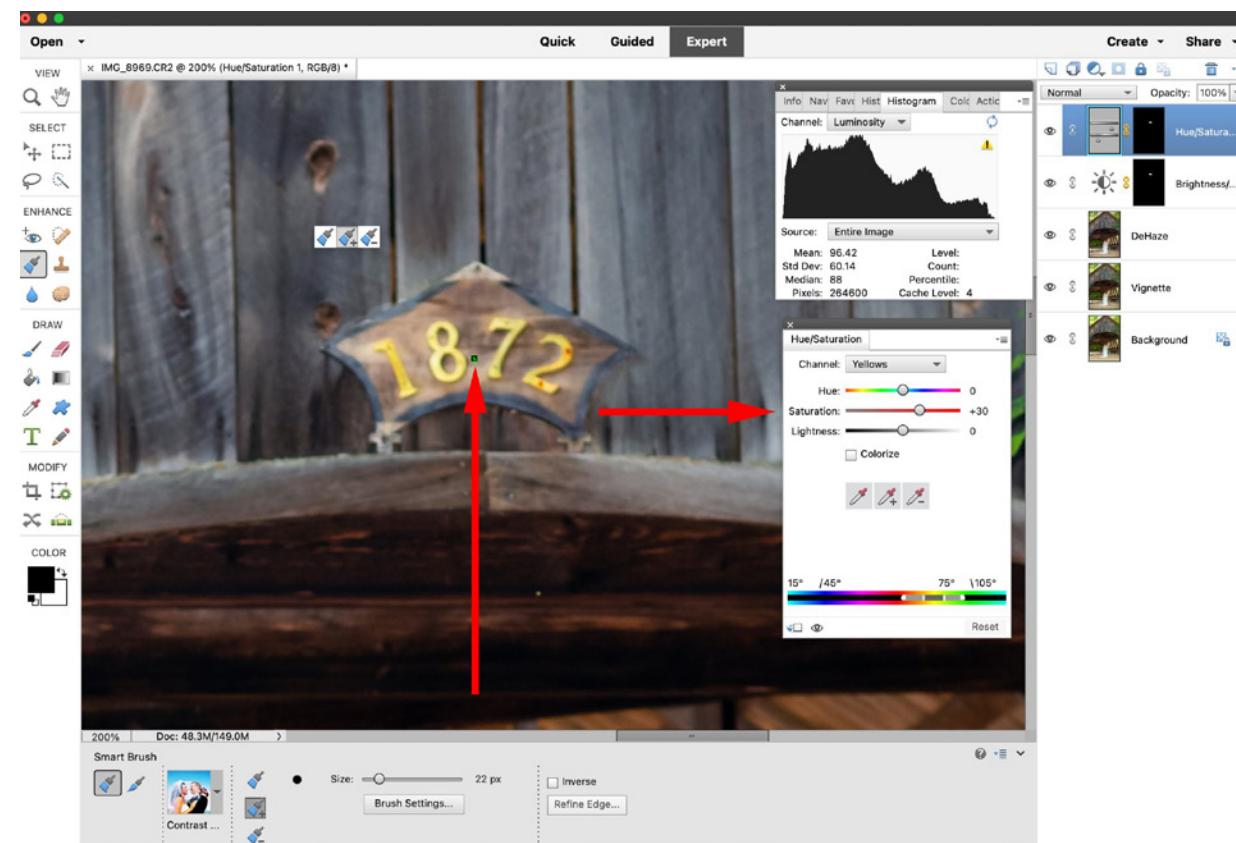 Open
Quick Guided Expert
Create Share
VIEW
× IMG_8969.CR2 @ 200% (Hue/Saturation 1, RGB/8) *
SELECT
ENHANCE
DRAW
T
MODIFY
COLOR
1872
Info Nav Favc Hist Histogram Colc Actic
Channel: Luminosity
Source: Entire Image
Mean: 96.42 Level:
Std Dev: 60.14 Count:
Median: 88 Percentile:
Pixels: 264600 Cache Level: 4
Hue/Saturation
Channel: Yellows
Hue: 0
Saturation: +30
Lightness: 0
Colorize
15° /45° 75° \105°
Reset
Normal Opacity: 100%
Hue/Satura...
Brightness/...
DeHaze
Vignette
Background
200% Doc: 48.3M/149.0M >
Smart Brush
Size: 22 px
Brush Settings...
Inverse
Refine Edge...
Contrast ...